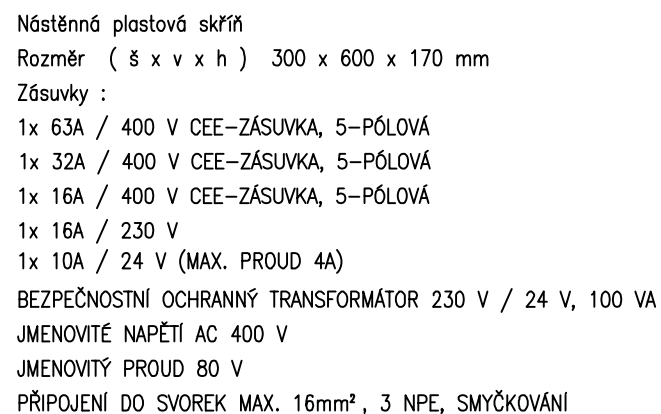 Nástěnná plastová skříň
Rozměr ( š x v x h ) 300 x 600 x 170 mm
Zásuvky :
1x 63A / 400 V CEE-ZÁSUVKA, 5-PÓLOVÁ
1x 32A / 400 V CEE-ZÁSUVKA, 5-PÓLOVÁ
1x 16A / 400 V CEE-ZÁSUVKA, 5-PÓLOVÁ
1x 16A / 230 V
1x 10A / 24 V (MAX. PROUD 4A)
BEZPEČNOSTNÍ OCHRANNÝ TRANSFORMÁTOR 230 V / 24 V, 100 VA
JMENOVITÉ NAPĚTÍ AC 400 V
JMENOVITÝ PROUD 80 V
PŘIPOJENÍ DO SVOREK MAX. 16mm², 3 NPE, SMYČKOVÁNÍ